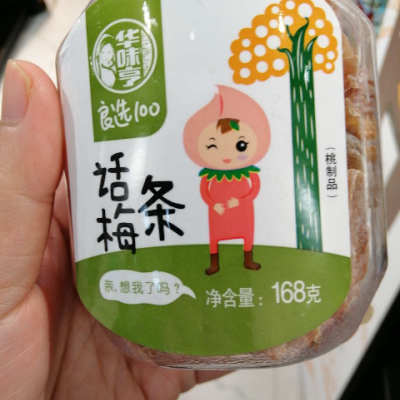 华味亨
良选100
话梅条
(桃制品)
亲,想我了吗?
净含量:168克